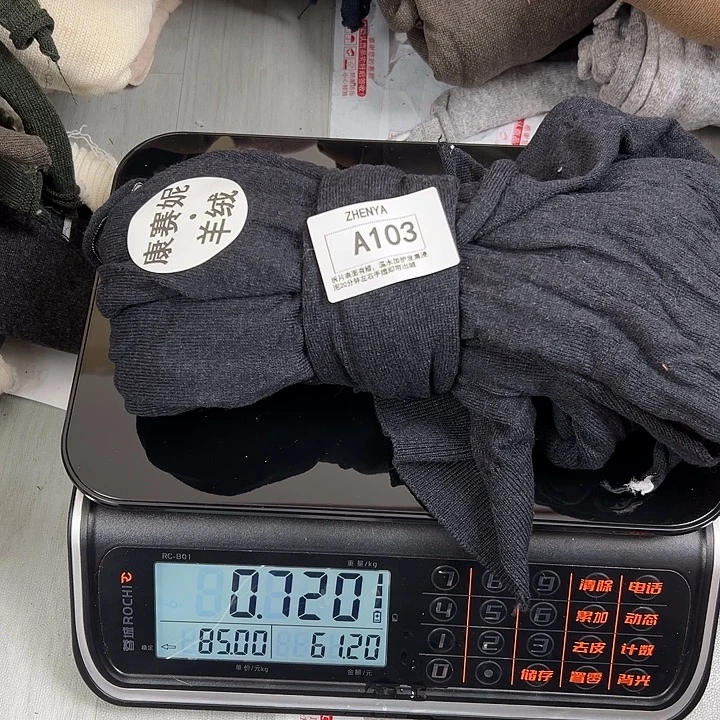 康赛妮
·
羊绒
ZHENYA
A103
RC-B01
重量/kg
0.720
85.00
61.20
稳定
单价/元kg
金额/元
ROCHI
7 8 9 清除 电话
4 5 6 累加 动态
1 2 3 去皮 计数
0 • 储存 置零 背光